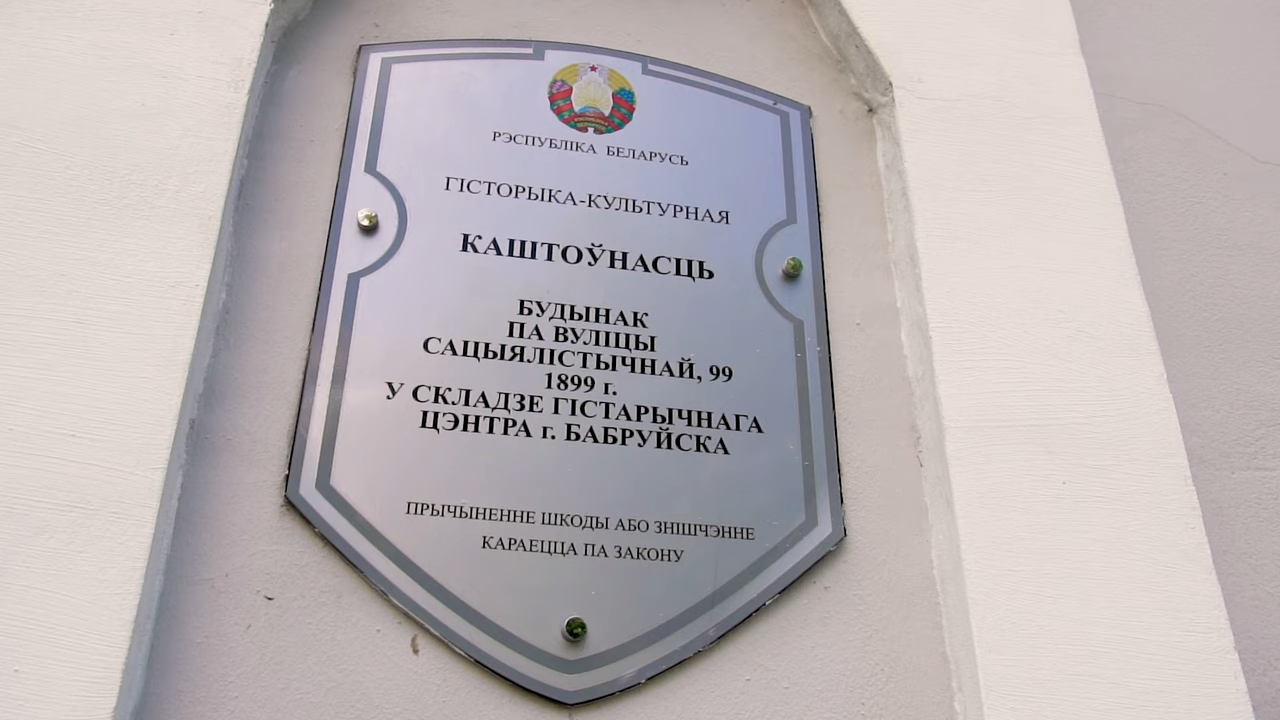 РЭСПУБЛІКА БЕЛАРУСЬ
ГІСТОРЫКА-КУЛЬТУРНАЯ
КАШТОЎНАСЦЬ
БУДЫНАК
ПА ВУЛІЦЫ
САЦЫЯЛІСТЫЧНАЙ, 99
1899 г.
У СКЛАДЗЕ ГІСТАРЫЧНАГА
ЦЭНТРА г. БАБРУЙСКА
ПРЫЧЫНЕННЕ ШКОДЫ АБО ЗНІШЧЭННЕ
КАРАЕЦЦА ПА ЗАКОНУ